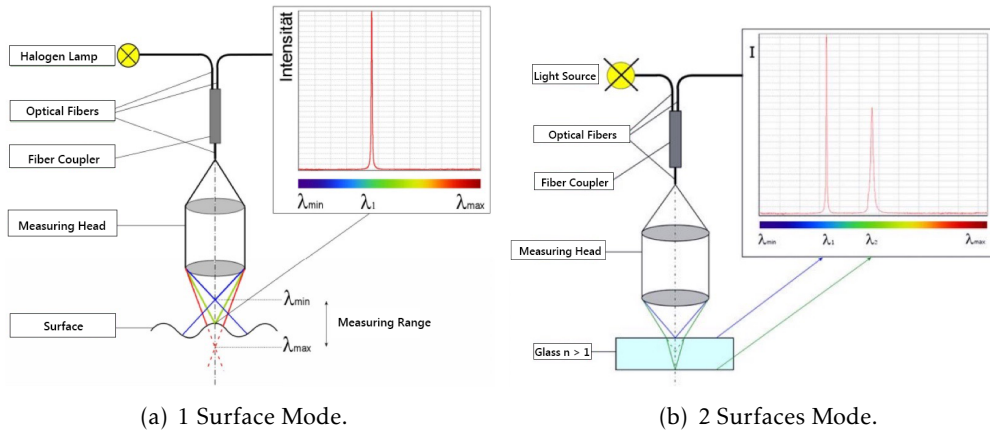 Halogen Lamp
Optical Fibers
Fiber Coupler
Measuring Head
Surface
Intensität
λmin
λ1
λmax
λmin
Measuring Range
λmax
(a) 1 Surface Mode.
Light Source
Optical Fibers
Fiber Coupler
Measuring Head
Glass n > 1
I
λmin
λ1
λ2
λmax
(b) 2 Surfaces Mode.